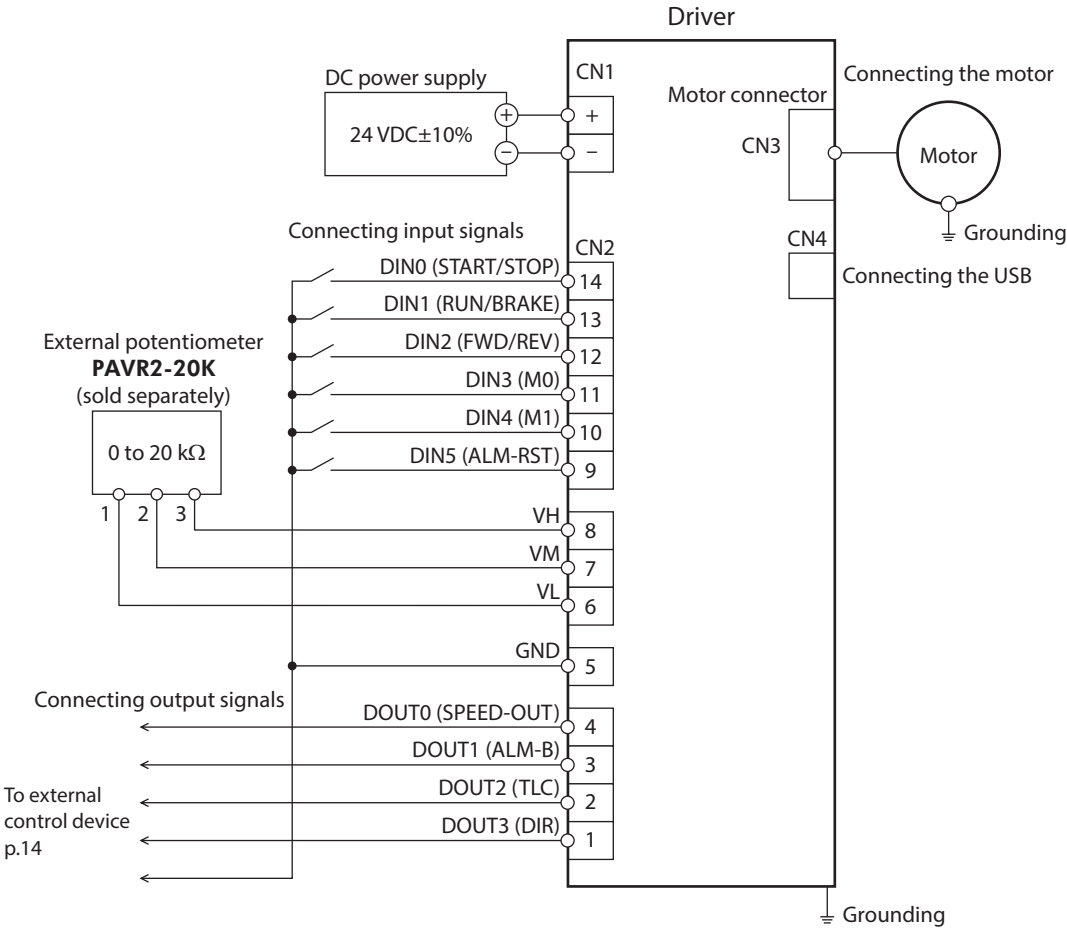 Driver
DC power supply
24 VDC±10%
+
−
CN1
+
−
Motor connector
CN3
Connecting the motor
Motor
Grounding
CN4
Connecting the USB
Connecting input signals
CN2
DIN0 (START/STOP)
14
DIN1 (RUN/BRAKE)
13
DIN2 (FWD/REV)
12
DIN3 (M0)
11
DIN4 (M1)
10
DIN5 (ALM-RST)
9
External potentiometer
PAVR2-20K
(sold separately)
0 to 20 kΩ
1 2 3
VH
8
VM
7
VL
6
GND
5
Connecting output signals
DOUT0 (SPEED-OUT)
4
DOUT1 (ALM-B)
3
DOUT2 (TLC)
2
DOUT3 (DIR)
1
To external
control device
p.14
Grounding